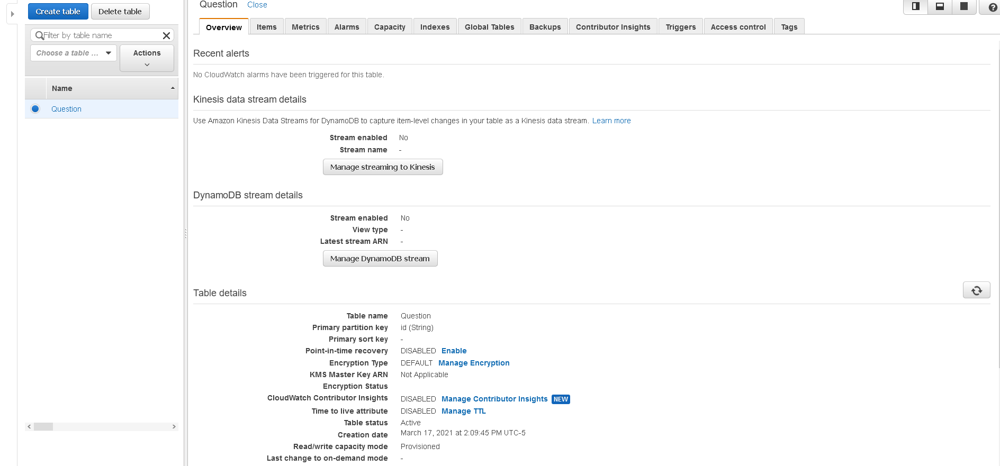 Create table
Delete table
Filter by table name
Choose a table ...
Actions
Name
Question
Question Close
Overview Items Metrics Alarms Capacity Indexes Global Tables Backups Contributor Insights Triggers Access control Tags
Recent alerts
No CloudWatch alarms have been triggered for this table.
Kinesis data stream details
Use Amazon Kinesis Data Streams for DynamoDB to capture item-level changes in your table as a Kinesis data stream. Learn more
Stream enabled No
Stream name -
Manage streaming to Kinesis
DynamoDB stream details
Stream enabled No
View type -
Latest stream ARN -
Manage DynamoDB stream
Table details
Table name Question
Primary partition key id (String)
Primary sort key -
Point-in-time recovery DISABLED Enable
Encryption Type DEFAULT Manage Encryption
KMS Master Key ARN Not Applicable
Encryption Status
CloudWatch Contributor Insights DISABLED Manage Contributor Insights NEW
Time to live attribute DISABLED Manage TTL
Table status Active
Creation date March 17, 2021 at 2:09:45 PM UTC-5
Read/write capacity mode Provisioned
Last change to on-demand mode -